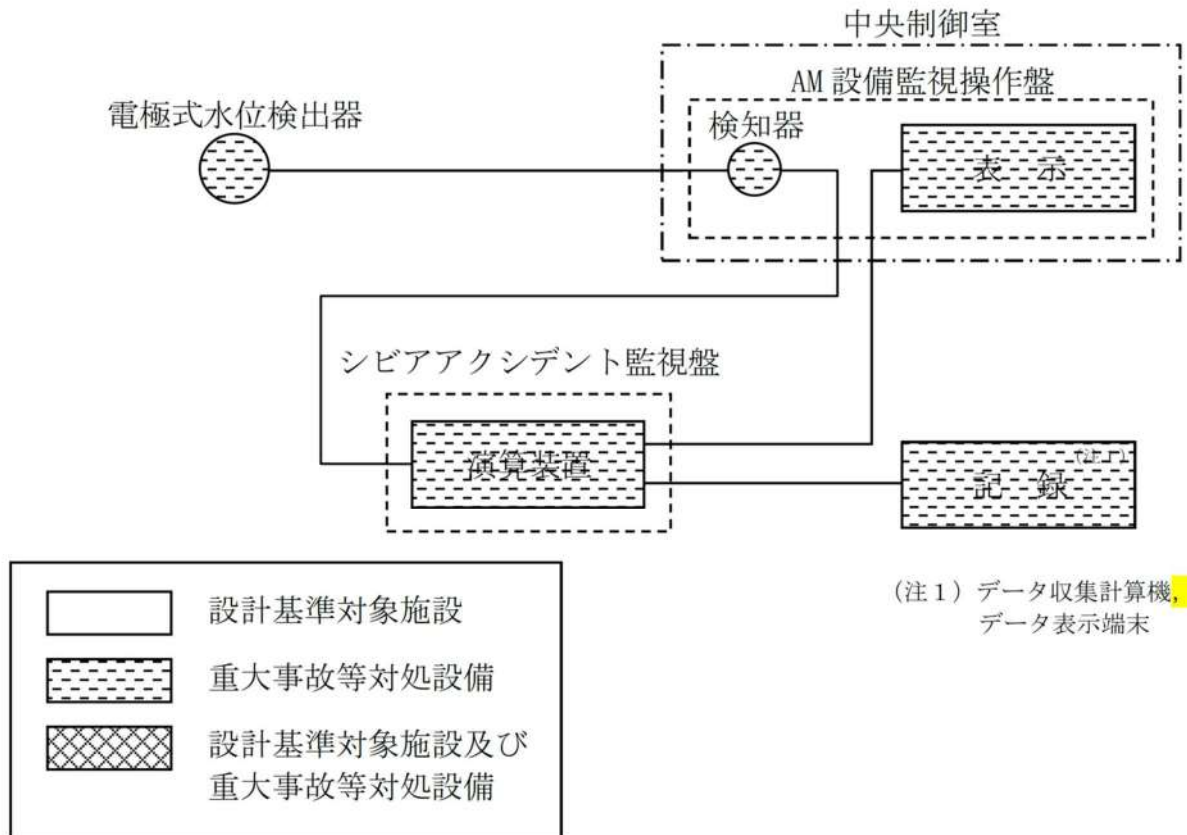 中央制御室
AM 設備監視操作盤
電極式水位検出器
検知器
表 示
シビアアクシデント監視盤
演算装置
記 録 (注1)
設計基準対象施設
重大事故等対処設備
設計基準対象施設及び
重大事故等対処設備
(注1) データ収集計算機,
データ表示端末